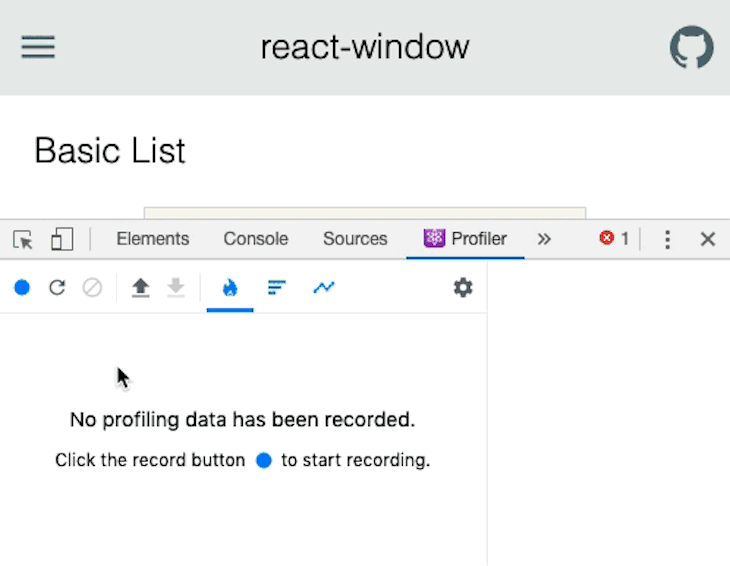 react-window
Basic List
Elements Console Sources Profiler 1
No profiling data has been recorded.
Click the record button to start recording.